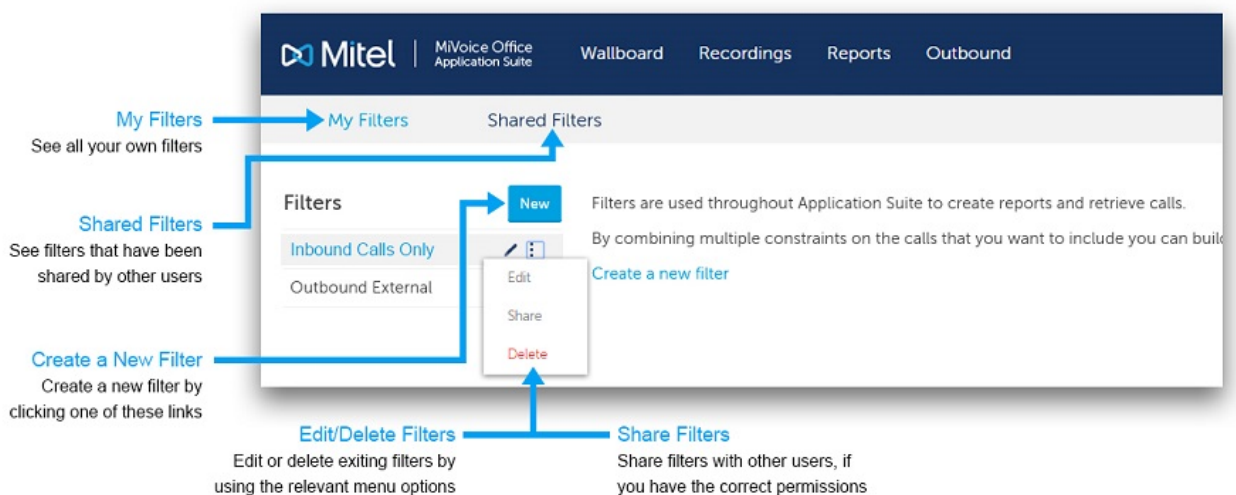 Mitel
MiVoice Office
Application Suite
Wallboard
Recordings
Reports
Outbound
My Filters
See all your own filters
My Filters
Shared Filters
Shared Filters
See filters that have been
shared by other users
Filters
New
Filters are used throughout Application Suite to create reports and retrieve calls.
Inbound Calls Only
By combining multiple constraints on the calls that you want to include you can build
Outbound External
Create a new filter
Edit
Share
Delete
Create a New Filter
Create a new filter by
clicking one of these links
Edit/Delete Filters
Edit or delete exiting filters by
using the relevant menu options
Share Filters
Share filters with other users, if
you have the correct permissions